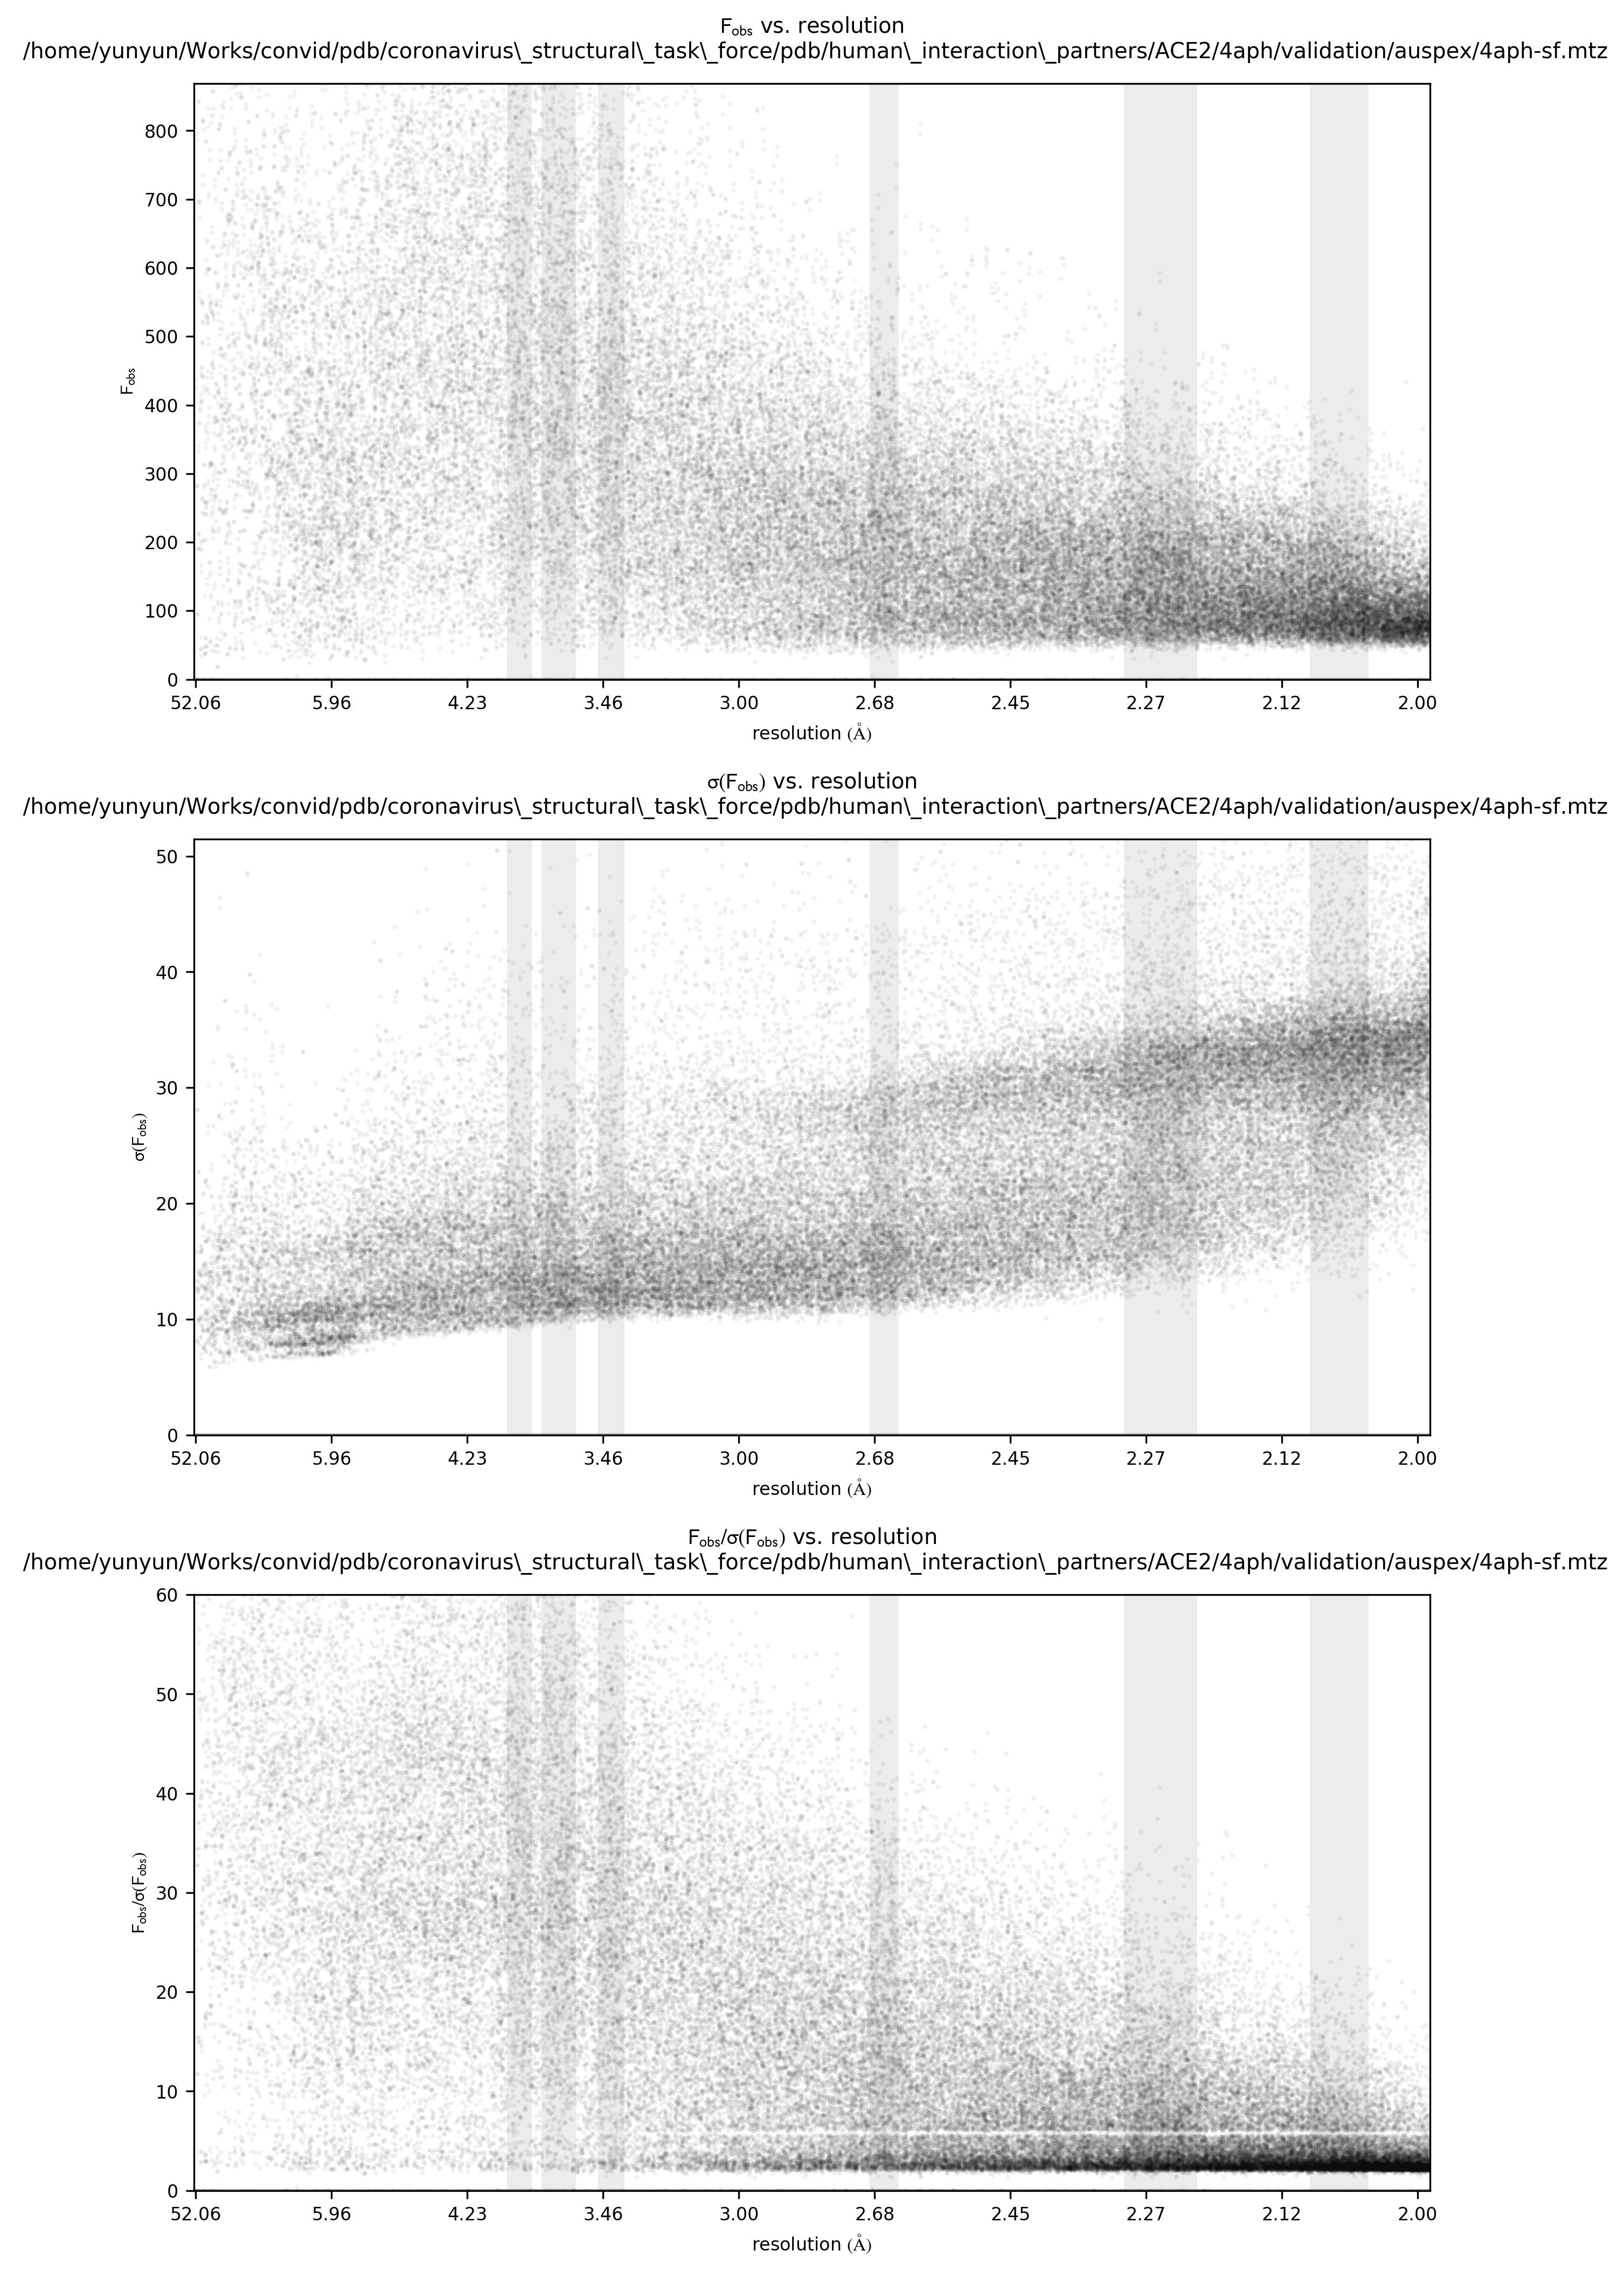 Fobs vs. resolution
/home/yunyun/Works/convid/pdb/coronavirus\_structural\_task\_force/pdb/human\_interaction\_partners/ACE2/4aph/validation/auspex/4aph-sf.mtz
800
700
600
500
400
300
200
100
0
Fobs
52.06 5.96 4.23 3.46 3.00 2.68 2.45 2.27 2.12 2.00
resolution (Å)
σ(Fobs) vs. resolution
/home/yunyun/Works/convid/pdb/coronavirus\_structural\_task\_force/pdb/human\_interaction\_partners/ACE2/4aph/validation/auspex/4aph-sf.mtz
50
40
30
20
10
0
σ(Fobs)
52.06 5.96 4.23 3.46 3.00 2.68 2.45 2.27 2.12 2.00
resolution (Å)
Fobs/σ(Fobs) vs. resolution
/home/yunyun/Works/convid/pdb/coronavirus\_structural\_task\_force/pdb/human\_interaction\_partners/ACE2/4aph/validation/auspex/4aph-sf.mtz
60
50
40
30
20
10
0
Fobs/σ(Fobs)
52.06 5.96 4.23 3.46 3.00 2.68 2.45 2.27 2.12 2.00
resolution (Å)